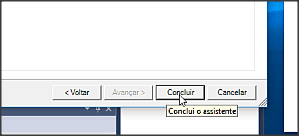 < Voltar Avançar > Concluir Cancelar
Conclui o assistente